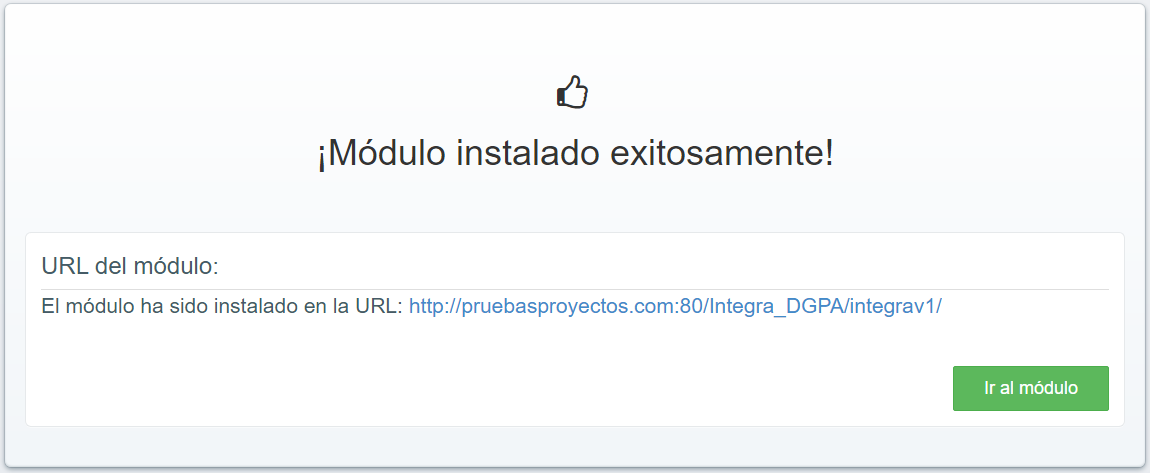 ¡Módulo instalado exitosamente!
URL del módulo:
El módulo ha sido instalado en la URL: http://pruebasproyectos.com:80/Integra_DGPA/integrav1/
Ir al módulo